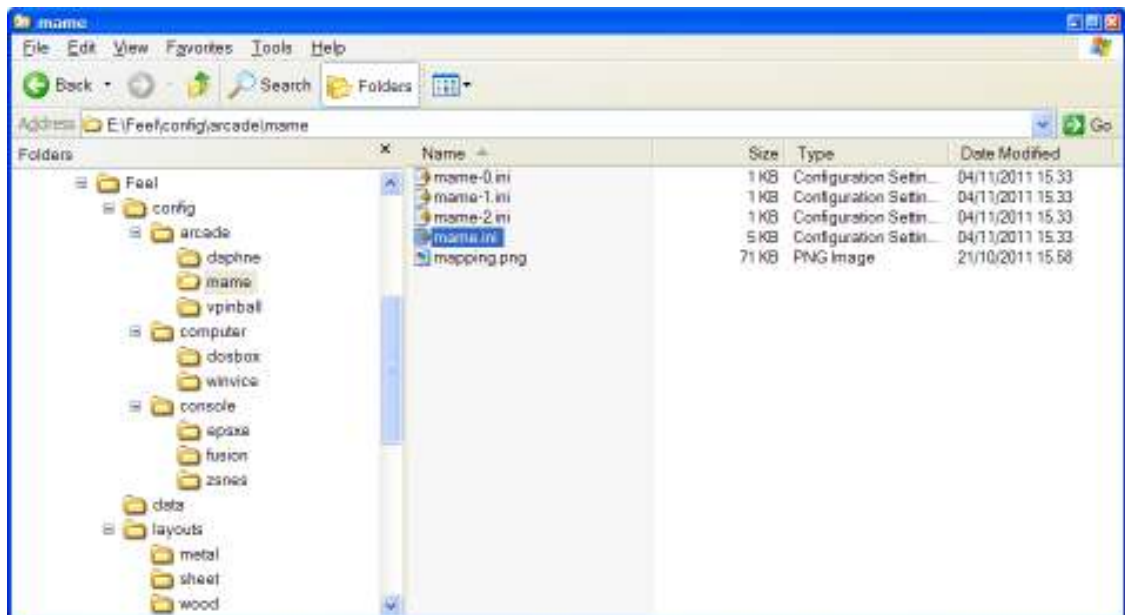 mame
File Edit View Favorites Tools Help
Back Search Folders
Address E:\Feel\config\arcade\mame Go
Folders × Name Size Type Date Modified
Feel
config
arcade
daphne
mame
vpinball
computer
dosbox
winvice
console
epsxe
fusion
zsnes
data
layouts
metal
sheet
wood
mame-0.ini 1 KB Configuration Settin... 04/11/2011 15.33
mame-1.ini 1 KB Configuration Settin... 04/11/2011 15.33
mame-2.ini 1 KB Configuration Settin... 04/11/2011 15.33
mame.ini 5 KB Configuration Settin... 04/11/2011 15.33
mapping.png 71 KB PNG Image 21/10/2011 15.58